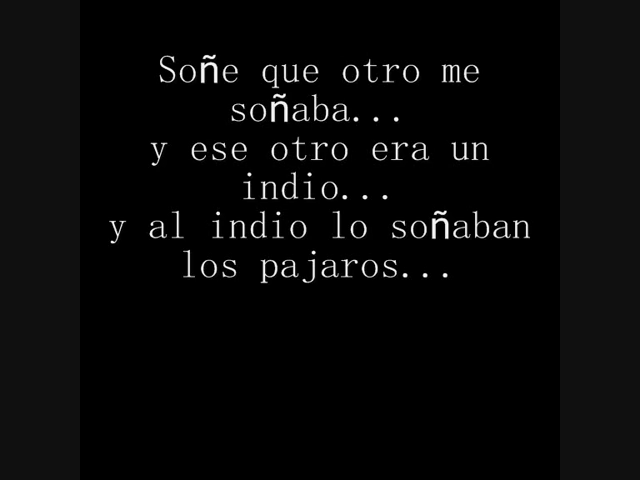 Soñe que otro me
soñaba...
y ese otro era un
indio...
y al indio lo soñaban
los pajaros...